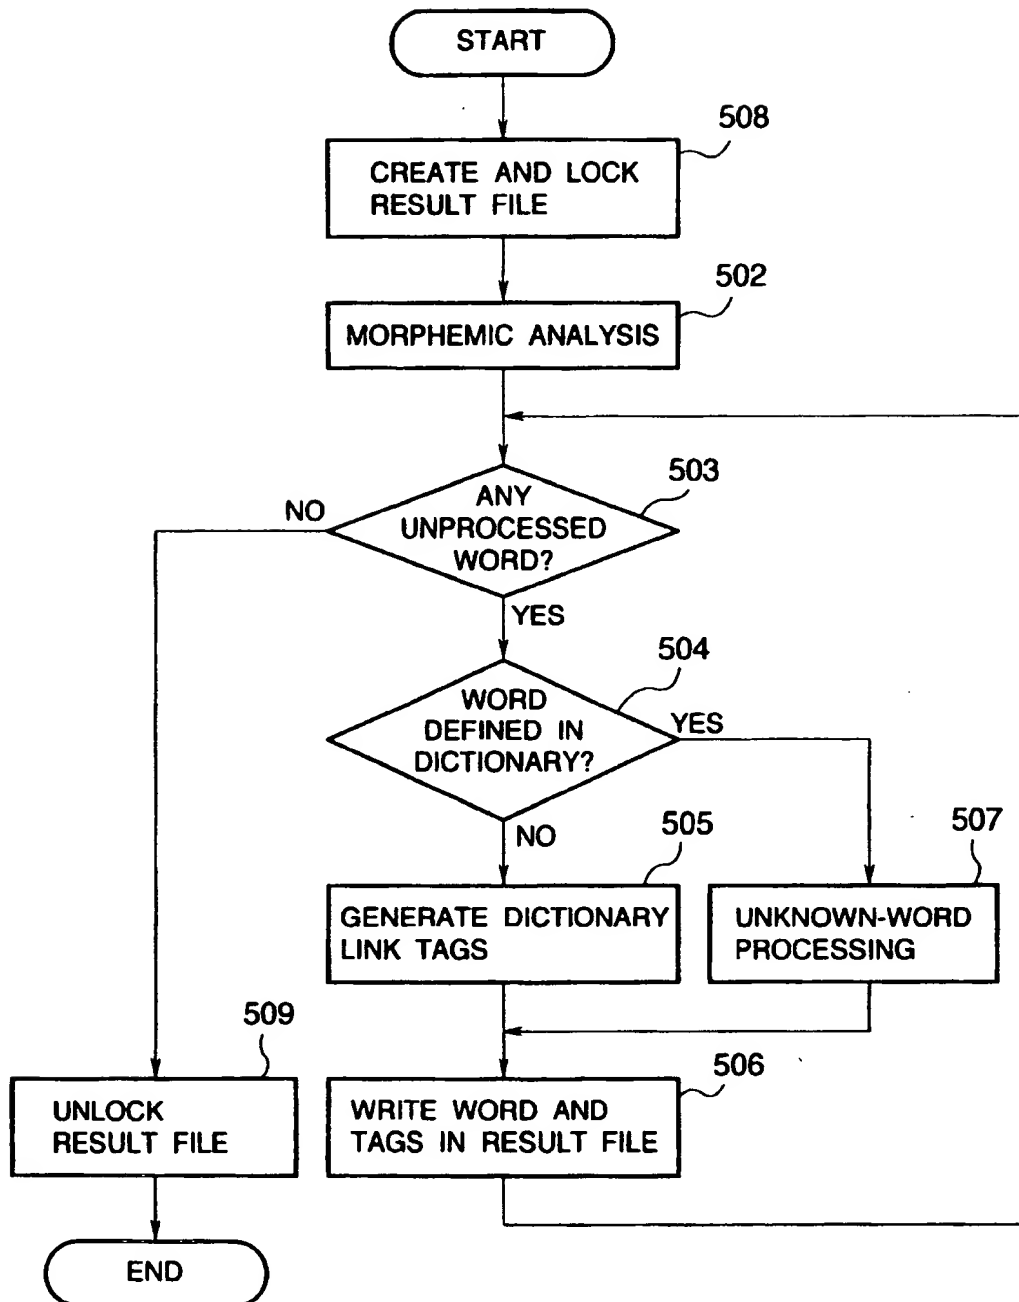 START
508
CREATE AND LOCK
RESULT FILE
502
MORPHEMIC ANALYSIS
503
NO
ANY
UNPROCESSED
WORD?
YES
504
WORD
DEFINED IN
DICTIONARY?
YES
NO
505
507
GENERATE DICTIONARY
LINK TAGS
UNKNOWN-WORD
PROCESSING
509
506
UNLOCK
RESULT FILE
WRITE WORD AND
TAGS IN RESULT FILE
END